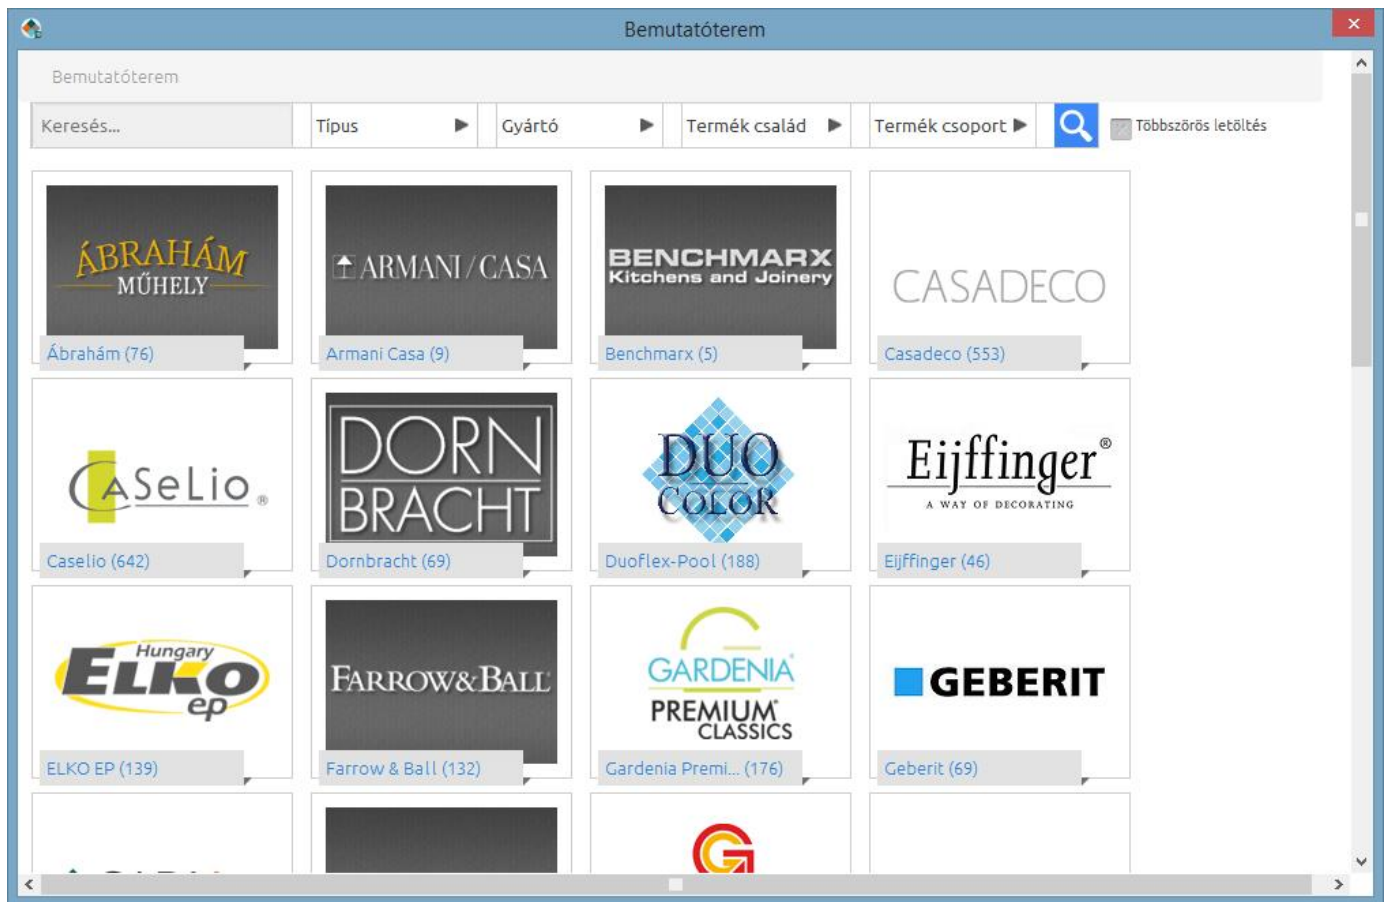 Bemutatóterem
Bemutatóterem
Keresés...
Típus
Gyártó
Termék család
Termék csoport
Többszörös letöltés
ÁBRAHÁM
MŰHELY
Ábrahám (76)
ARMANI / CASA
Armani Casa (9)
BENCHMARX
Kitchens and Joinery
Benchmarx (5)
CASADECO
Casadeco (553)
CASeLio ®
Caselio (642)
DORN
BRACHT
Dornbracht (69)
DUO
COLOR
Duoflex-Pool (188)
Eijffinger®
A WAY OF DECORATING
Eijffinger (46)
Hungary
ELKO
ep
ELKO EP (139)
FARROW&BALL
Farrow & Ball (132)
GARDENIA
PREMIUM
CLASSICS
Gardenia Premi... (176)
GEBERIT
Geberit (69)